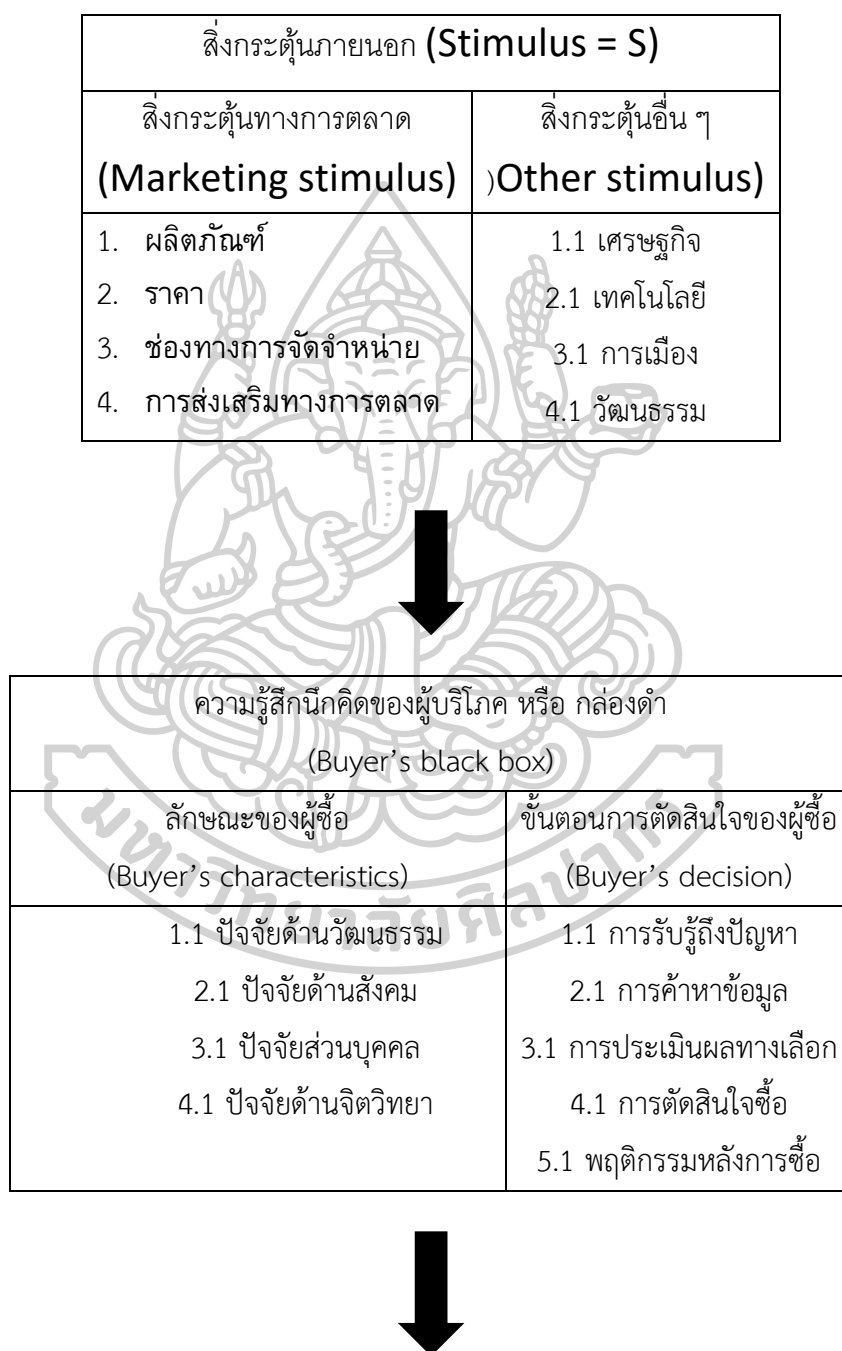 สิ่งกระตุ้นภายนอก (Stimulus = S)
สิ่งกระตุ้นทางการตลาด
(Marketing stimulus)
สิ่งกระตุ้นอื่น ๆ
)Other stimulus)
1. ผลิตภัณฑ์
2. ราคา
3. ช่องทางการจัดจำหน่าย
4. การส่งเสริมทางการตลาด
1.1 เศรษฐกิจ
2.1 เทคโนโลยี
3.1 การเมือง
4.1 วัฒนธรรม
ความรู้สึกนึกคิดของผู้บริโภค หรือ กล่องดำ
(Buyer’s black box)
ลักษณะของผู้ซื้อ
(Buyer’s characteristics)
ขั้นตอนการตัดสินใจของผู้ซื้อ
(Buyer’s decision)
1.1 ปัจจัยด้านวัฒนธรรม
2.1 ปัจจัยด้านสังคม
3.1 ปัจจัยส่วนบุคคล
4.1 ปัจจัยด้านจิตวิทยา
1.1 การรับรู้ถึงปัญหา
2.1 การค้าหาข้อมูล
3.1 การประเมินผลทางเลือก
4.1 การตัดสินใจซื้อ
5.1 พฤติกรรมหลังการซื้อ
มหาวิทยาลัยศิลปากร